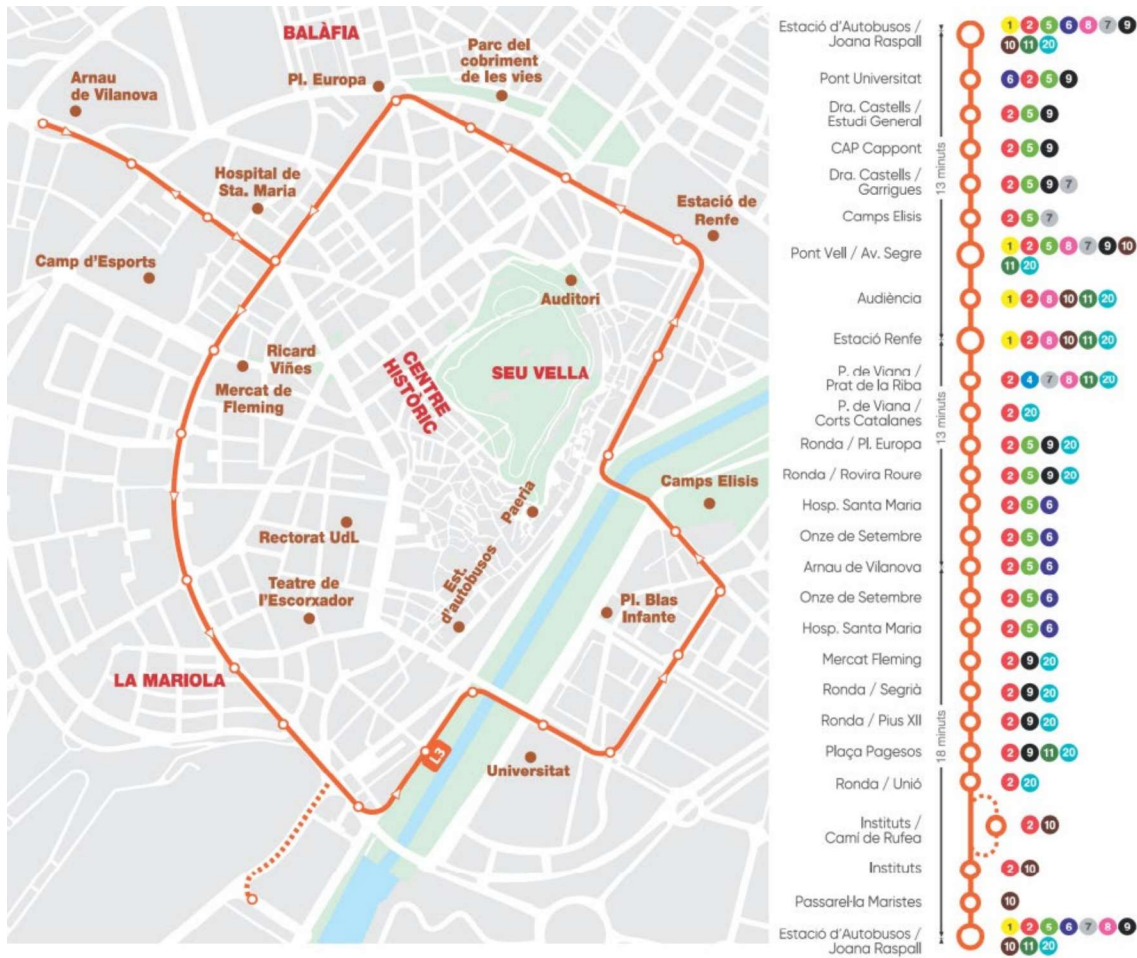 BALÀFIA
Parc del
cobriment
de les vies
Pl. Europa
Arnau
de Vilanova
Hospital de
Sta. Maria
Estació de
Renfe
Camp d'Esports
Auditori
Ricard
Viñes
CENTRE
HISTÒRIC
SEU VELLA
Mercat de
Fleming
Camps Elisis
Paeria
Rectorat UdL
Est.
d'autobusos
Teatre de
l'Escorxador
Pl. Blas
Infante
LA MARIOLA
L3
Universitat
Estació d'Autobusos /
Joana Raspall
1 2 5 6 8 7 9
10 11 20
Pont Universitat
6 2 5 9
Dra. Castells /
Estudi General
2 5 9
CAP Cappont
2 5 9
13 minuts
Dra. Castells /
Garrigues
2 5 9 7
Camps Elisis
2 5 7
Pont Vell / Av. Segre
1 2 5 8 7 9 10
11 20
Audiència
1 2 8 10 11 20
Estació Renfe
1 2 8 10 11 20
P. de Viana /
Prat de la Riba
2 4 7 8 11 20
P. de Viana /
Corts Catalanes
2 20
13 minuts
Ronda / Pl. Europa
2 5 9 20
Ronda / Rovira Roure
2 5 9 20
Hosp. Santa Maria
2 5 6
Onze de Setembre
2 5 6
Arnau de Vilanova
2 5 6
Onze de Setembre
2 5 6
Hosp. Santa Maria
2 5 6
Mercat Fleming
2 9 20
Ronda / Segrià
2 9 20
Ronda / Pius XII
2 9 20
18 minuts
Plaça Pagesos
2 9 11 20
Ronda / Unió
2 20
Instituts /
Camí de Rufea
2 10
Instituts
2 10
Passarel·la Maristes
10
Estació d'Autobusos /
Joana Raspall
1 2 5 6 7 8 9
10 11 20